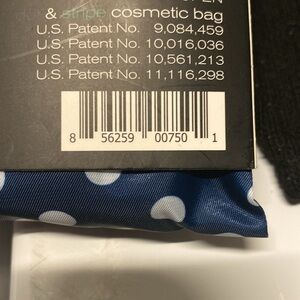 & stripe cosmetic bag
U.S. Patent No. 9,084,459
U.S. Patent No. 10,016,036
U.S. Patent No. 10,561,213
U.S. Patent No. 11,116,298
8 56259 00750 1